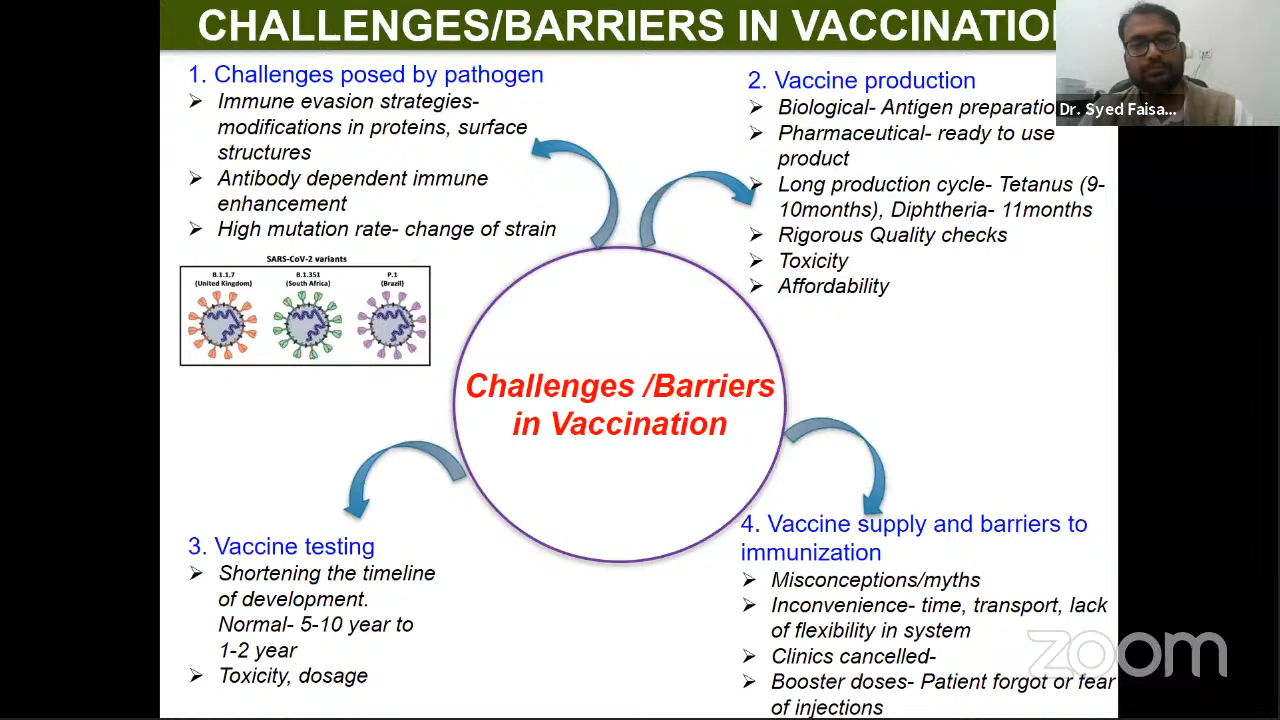 CHALLENGES/BARRIERS IN VACCINATION
1. Challenges posed by pathogen
➢ Immune evasion strategies-
modifications in proteins, surface
structures
➢ Antibody dependent immune
enhancement
➢ High mutation rate- change of strain
SARS-CoV-2 variants
B.1.1.7
(United Kingdom)
B.1.351
(South Africa)
P.1
(Brazil)
2. Vaccine production
➢ Biological- Antigen preparatio
➢ Pharmaceutical- ready to use
product
➢ Long production cycle- Tetanus (9-
10months), Diphtheria- 11months
➢ Rigorous Quality checks
➢ Toxicity
➢ Affordability
Dr. Syed Faisa...
Challenges /Barriers
in Vaccination
3. Vaccine testing
➢ Shortening the timeline
of development.
Normal- 5-10 year to
1-2 year
➢ Toxicity, dosage
4. Vaccine supply and barriers to
immunization
➢ Misconceptions/myths
➢ Inconvenience- time, transport, lack
of flexibility in system
➢ Clinics cancelled-
➢ Booster doses- Patient forgot or fear
of injections
zoom